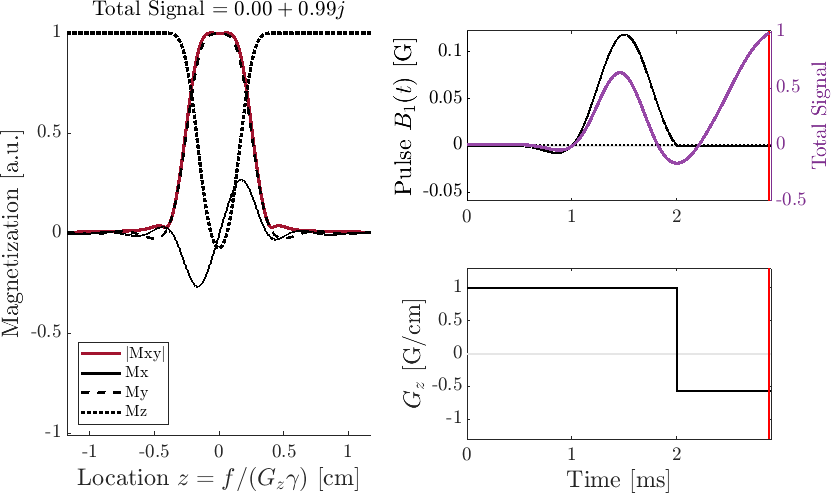 Total Signal = 0.00 + 0.99j
1
0.5
0
-0.5
-1
Magnetization [a.u.]
|Mxy|
Mx
My
Mz
-1
-0.5
0
0.5
1
Location z = f/(G_zγ) [cm]
0.1
0.05
0
-0.05
Pulse B_1(t) [G]
1
0.5
0
-0.5
Total Signal
0
1
2
1
0.5
0
-0.5
-1
G_z [G/cm]
0
1
2
Time [ms]